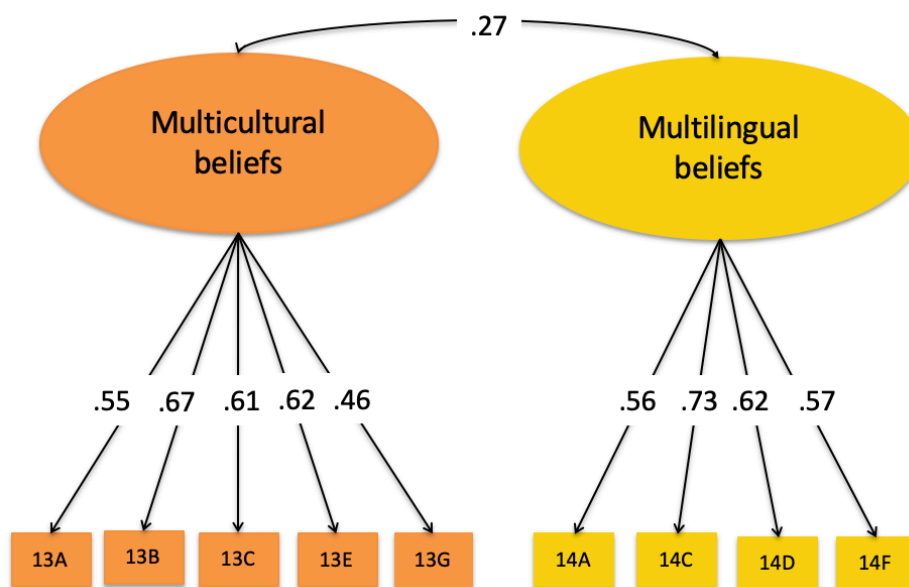 .27
Multicultural
beliefs
Multilingual
beliefs
.55 .67 .61 .62 .46
.56 .73 .62 .57
13A 13B 13C 13E 13G
14A 14C 14D 14F